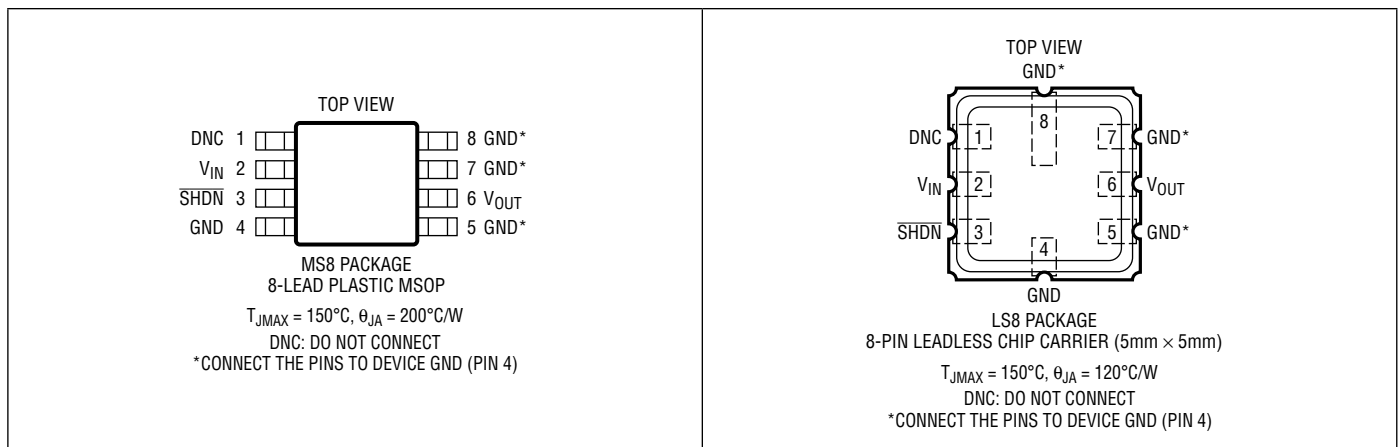 TOP VIEW
DNC 1
VIN 2
SHDN 3
GND 4
8 GND*
7 GND*
6 VOUT
5 GND*
MS8 PACKAGE
8-LEAD PLASTIC MSOP
TJMAX = 150°C, θJA = 200°C/W
DNC: DO NOT CONNECT
*CONNECT THE PINS TO DEVICE GND (PIN 4)
TOP VIEW
GND*
8
DNC 1
7 GND*
VIN 2
6 VOUT
SHDN 3
5 GND*
4
GND
LS8 PACKAGE
8-PIN LEADLESS CHIP CARRIER (5mm × 5mm)
TJMAX = 150°C, θJA = 120°C/W
DNC: DO NOT CONNECT
*CONNECT THE PINS TO DEVICE GND (PIN 4)